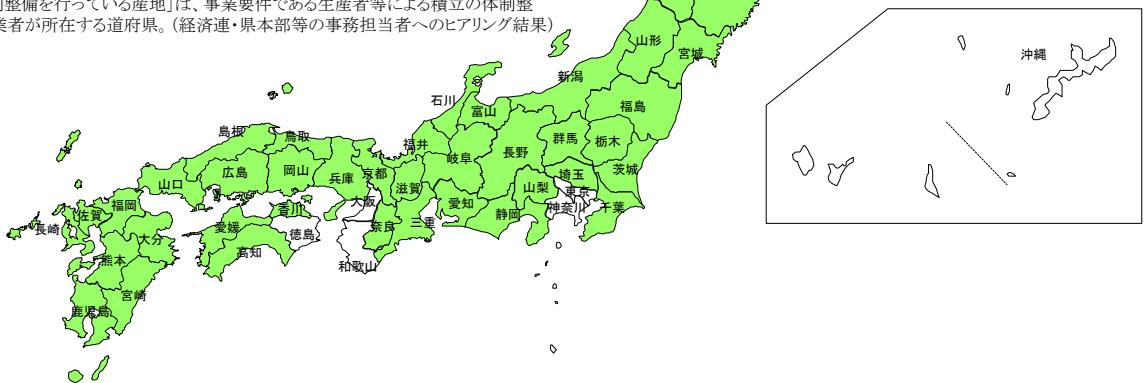 制整備を行っている産地」は、事業要件である生産者等による積立の体制整
業者が所在する道府県。（経済連・県本部等の事務担当者へのヒアリング結果）
山形
宮城
沖縄
新潟
石川
富山
福島
島根
鳥取
福井
群馬
栃木
岐阜
長野
広島
岡山
兵庫
京都
滋賀
埼玉
茨城
山口
山梨
東京
福岡
香川
大阪
愛知
神奈川
千葉
佐賀
静岡
長崎
愛媛
徳島
奈良
三重
大分
高知
熊本
和歌山
宮崎
鹿児島